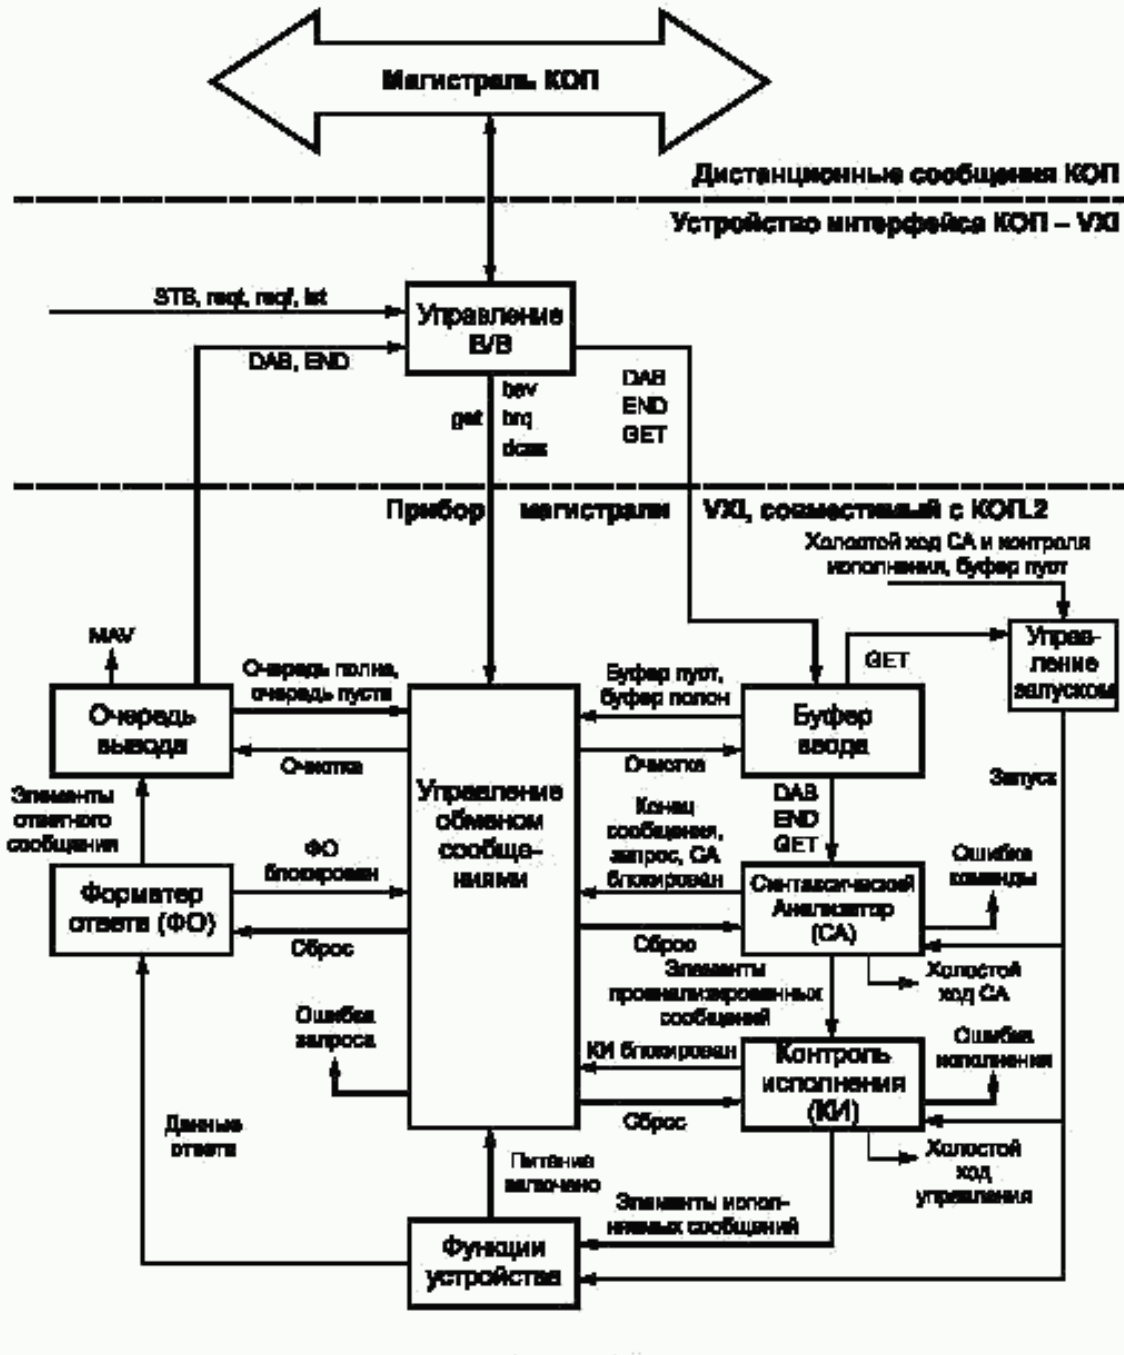 Магистраль КОП
Дистанционные сообщения КОП
Устройство интерфейса КОП – VXI
STB, reqt, reqf, ist
Управление
В/В
DAB, END
get
bav
brq
dcas
DAB
END
GET
Прибор магистрали VXI, совместимый с КОП.2
Холостой ход СА и контроля
исполнения, буфер пуст
MAV
Управ-
ление
запуском
GET
Очередь полна,
очередь пуста
Буфер пуст,
буфер полон
Очередь
вывода
Буфер
ввода
Очистка
Очистка
Запуск
Элементы
ответного
сообщения
Управление
обменом
сообще-
ниями
Конец
сообщения,
запрос, СА
блокирован
DAB
END
GET
ФО
блокирован
Ошибка
команды
Форматер
ответа (ФО)
Синтаксический
Анализатор
(СА)
Сброс
Сброс
Элементы
проанализированных
сообщений
Холостой
ход СА
Ошибка
запроса
КИ блокирован
Контроль
исполнения
(КИ)
Ошибка
исполнения
Сброс
Данные
ответа
Холостой
ход
управления
Питание
включено
Элементы испол-
няемых сообщений
Функции
устройства